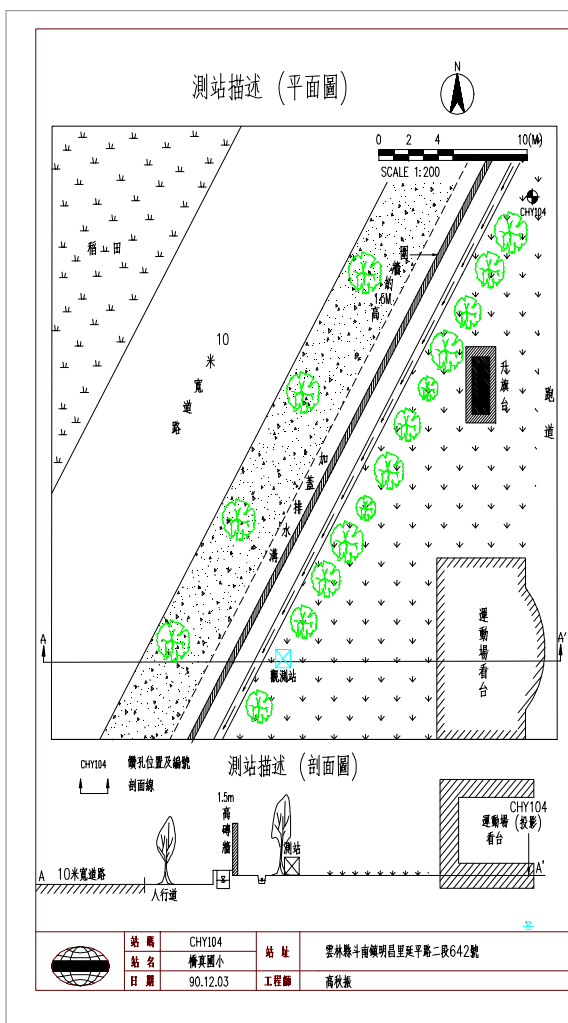 測站描述 (平面圖)
N
0 2 4 10(M)
SCALE 1:200
CHY104
稻田
圍牆約高
1.5M
10
米寬道路
升旗台
跑道
加蓋排水溝
運動場看台
A A'
觀測站
CHY104 鑽孔位置及編號
剖面線
測站描述 (剖面圖)
1.5m
高磚牆
測站
運動場
看台
CHY104
(投影)
A 10米寬道路
人行道
A'
站碼 CHY104
站名 僑真國小
日期 90.12.03
站址 雲林縣斗南鎮明昌里延平路二段642號
工程師 高秋振